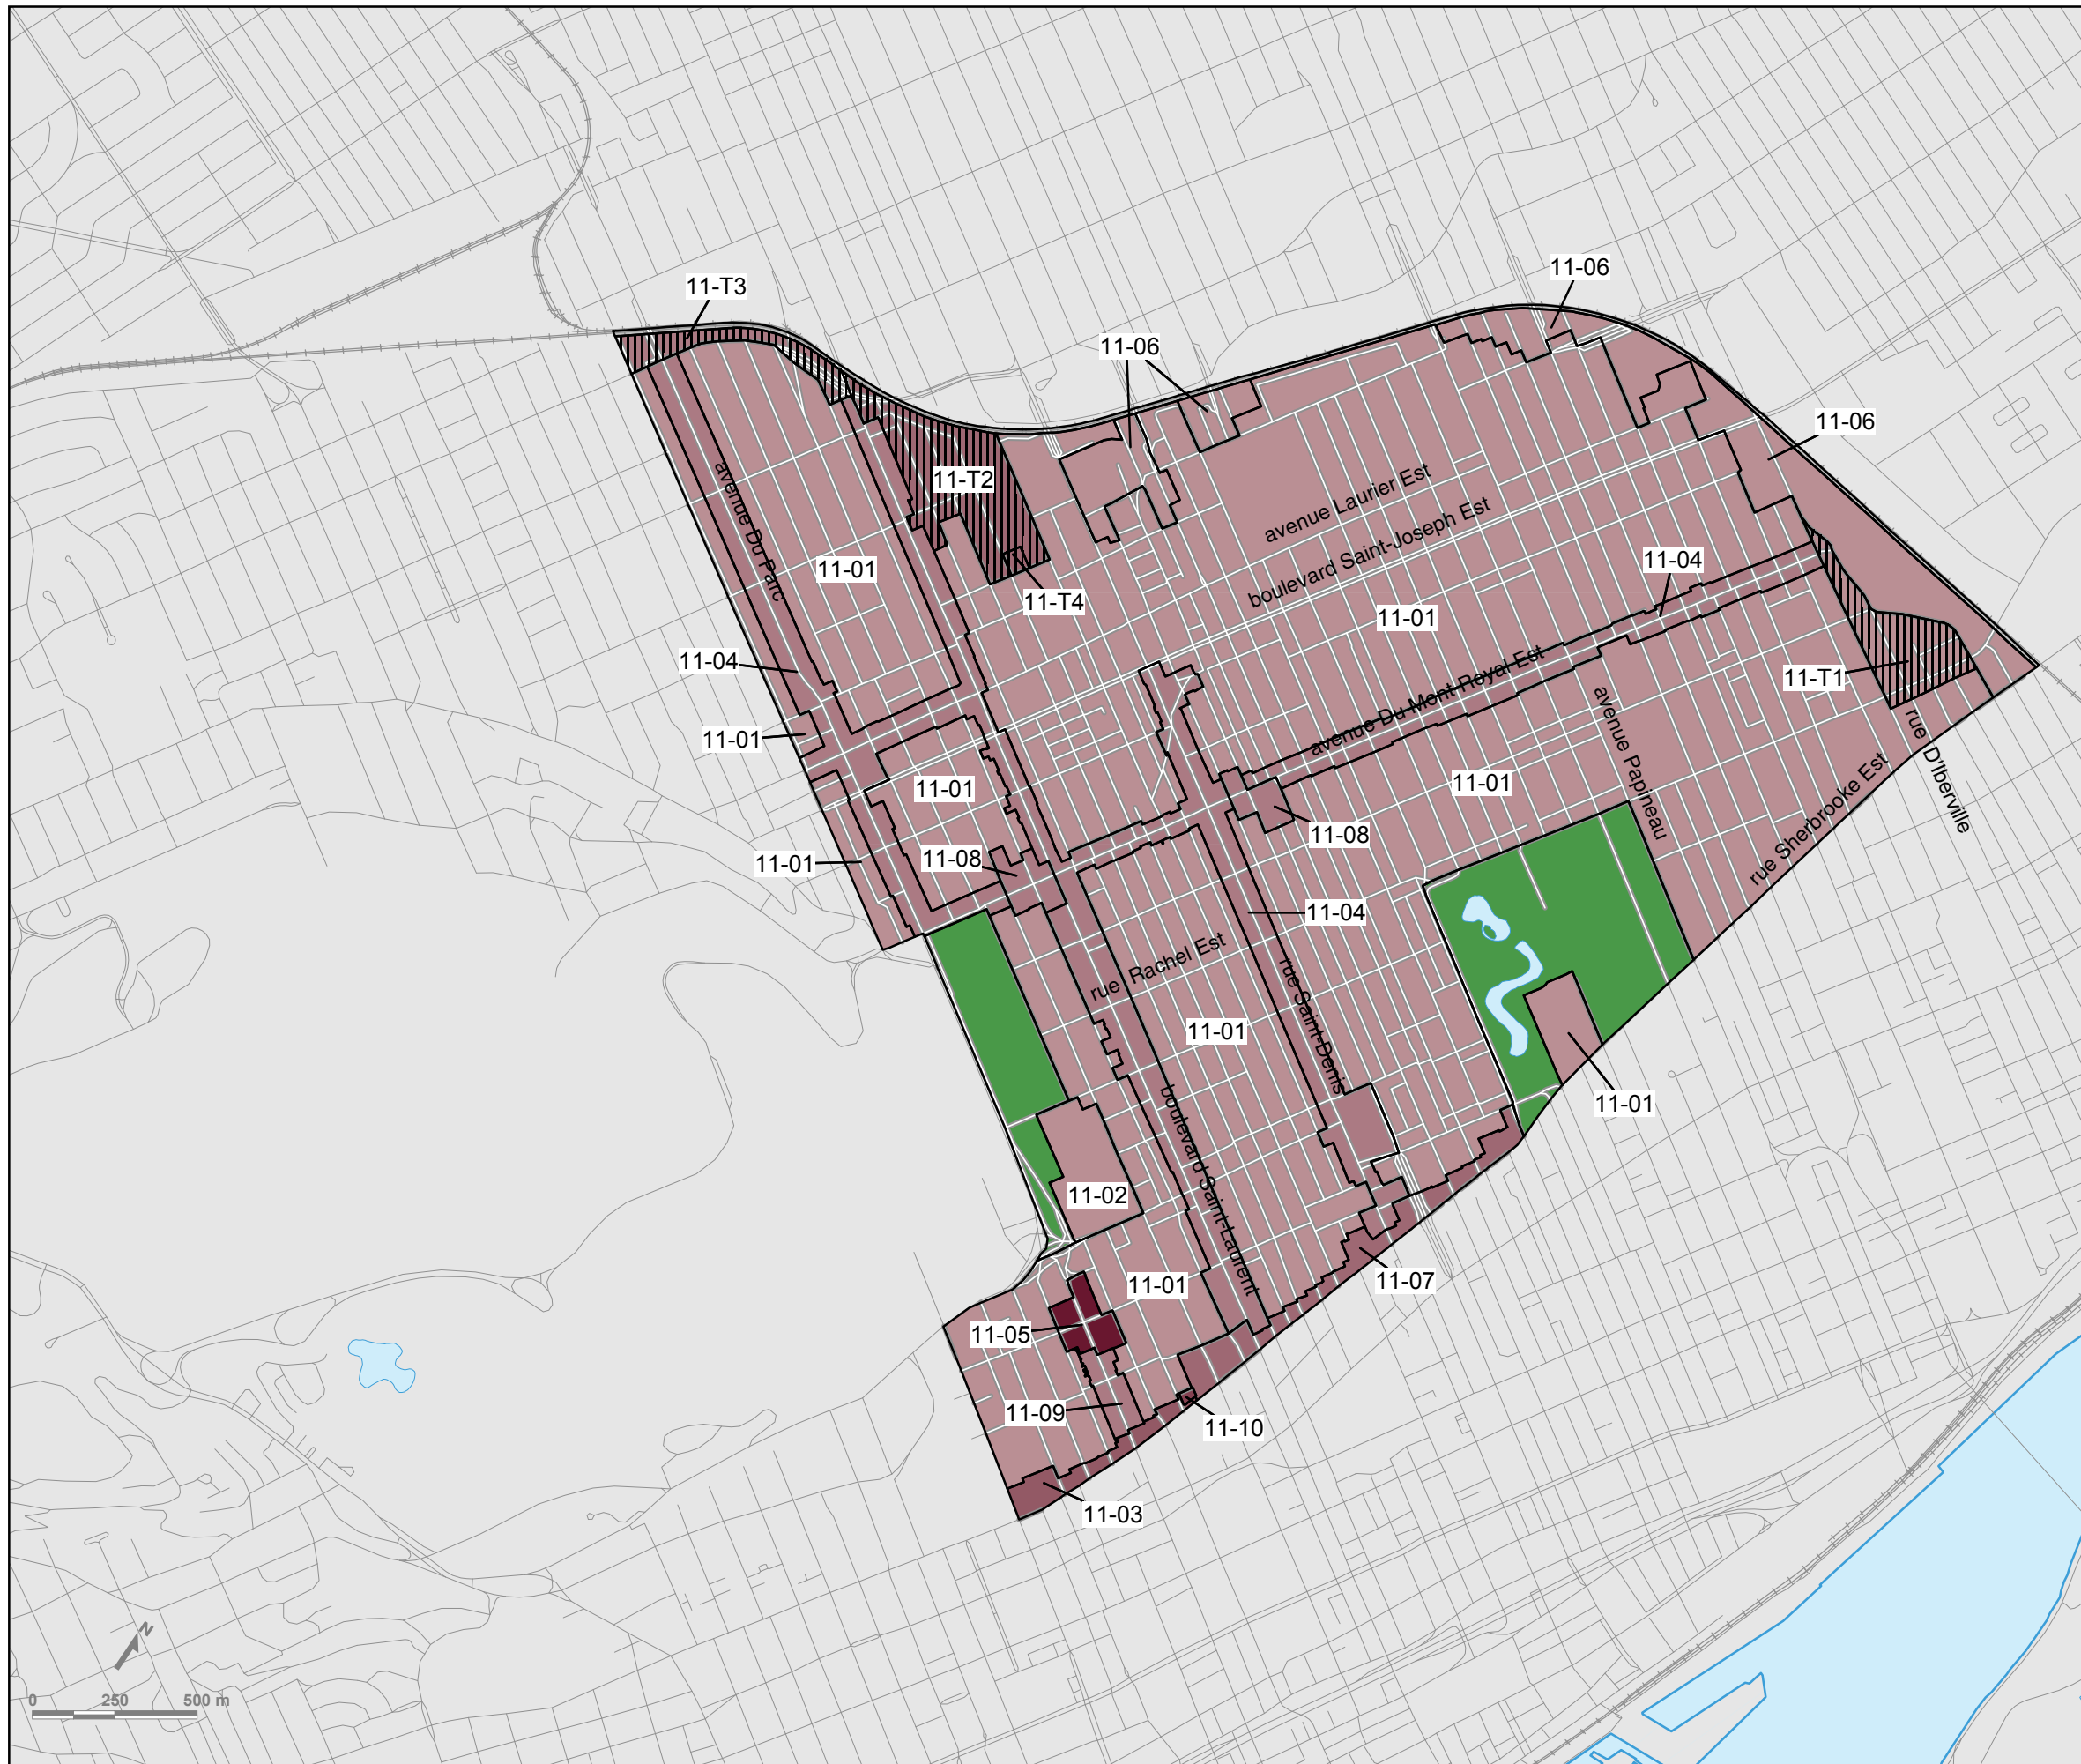 11-06
11-T3
11-06
11-06
11-T2
avenue Laurier Est
avenue Du Parc
boulevard Saint-Joseph Est
11-04
11-01
11-T4
11-01
11-04
11-T1
avenue Du Mont-Royal Est
avenue Papineau
rue D'Iberville
11-01
11-01
11-01
rue Sherbrooke Est
11-08
11-08
11-01
11-04
rue Rachel Est
rue Saint-Denis
11-01
11-01
boulevard Saint-Laurent
11-02
11-01
11-07
11-05
11-09
11-10
11-03
N
0 250 500 m